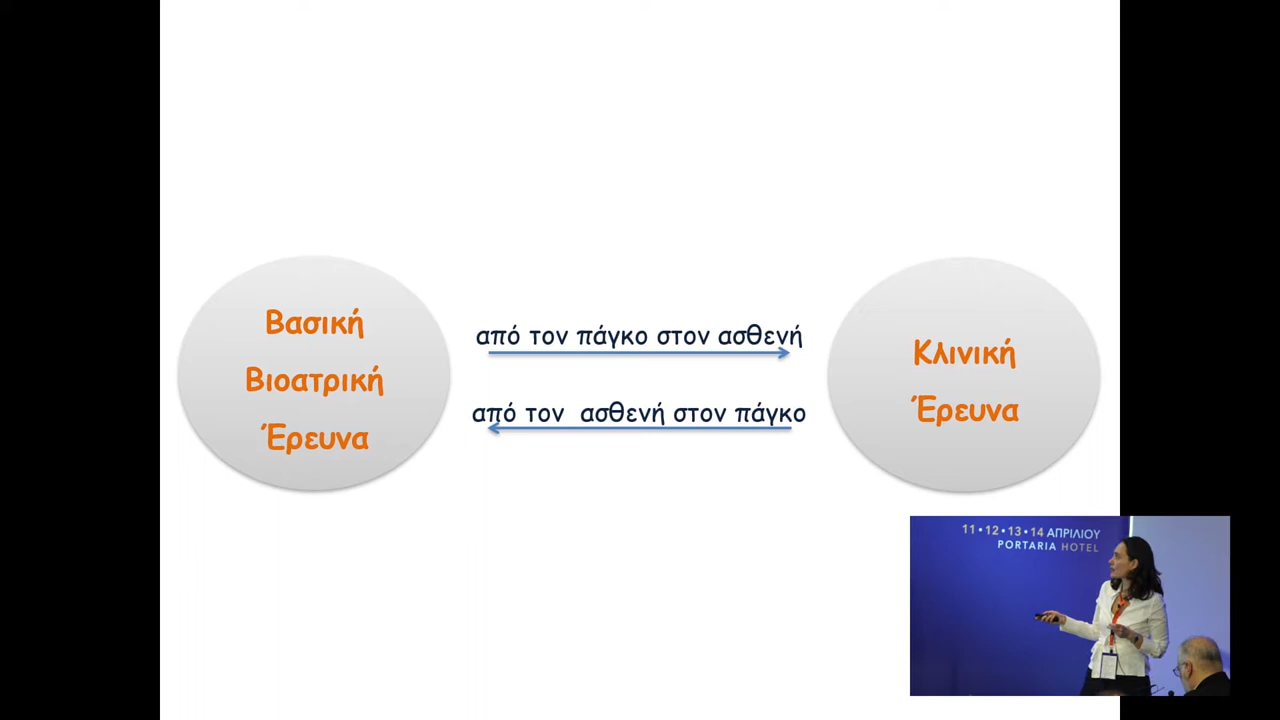 Βασική
Βιοατρική
Έρευνα
από τον πάγκο στον ασθενή
από τον ασθενή στον πάγκο
Κλινική
Έρευνα
11•12•13•14 ΑΠΡΙΛΙΟΥ
PORTARIA HOTEL